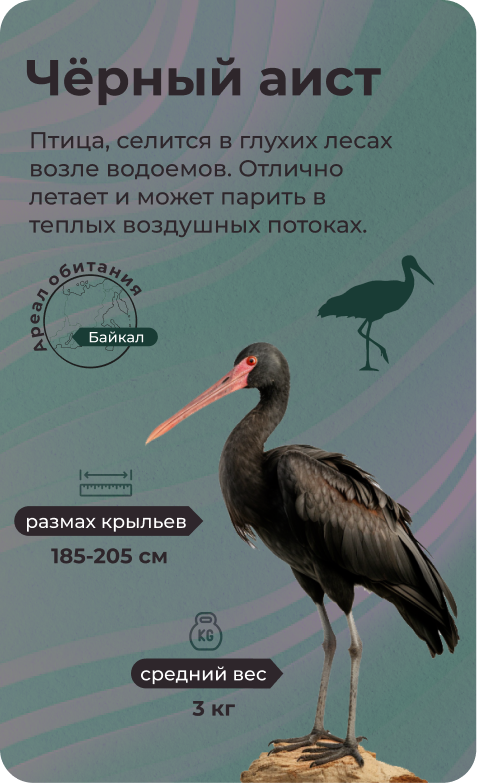 Чёрный аист
Птица, селится в глухих лесах
возле водоемов. Отлично
летает и может парить в
теплых воздушных потоках.
Ареал обитания
Байкал
размах крыльев
185-205 см
KG
средний вес
3 кг